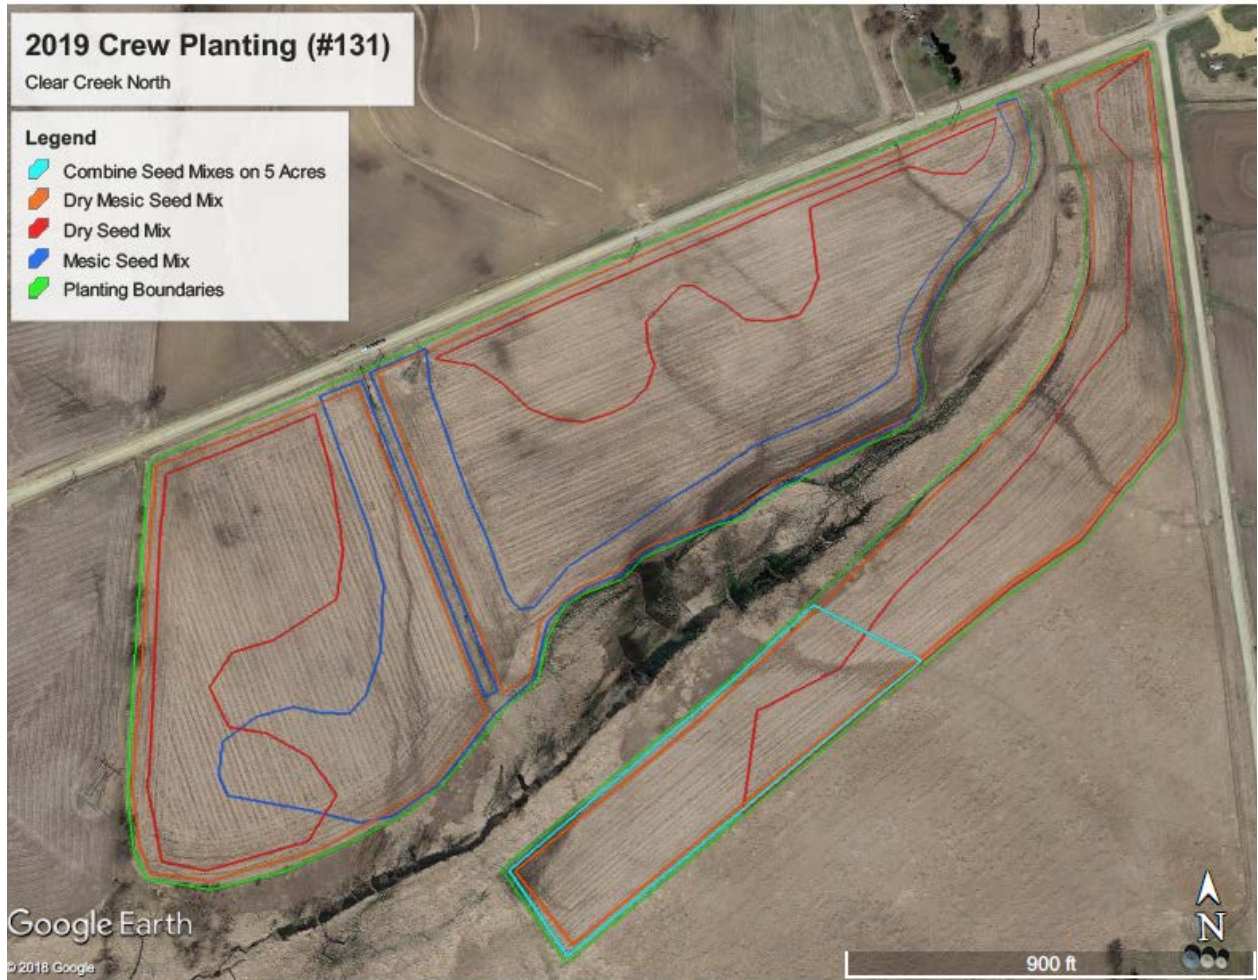 2019 Crew Planting (#131)
Clear Creek North
Legend
Combine Seed Mixes on 5 Acres
Dry Mesic Seed Mix
Dry Seed Mix
Mesic Seed Mix
Planting Boundaries
Google Earth
© 2018 Google
N
900 ft